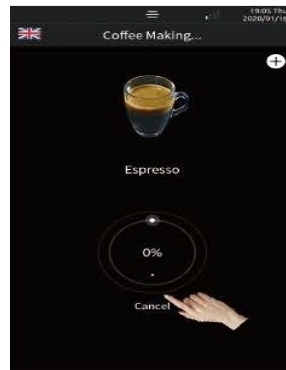 19:05 Thu
2020/01/16
Coffee Making...
Espresso
0%
Cancel